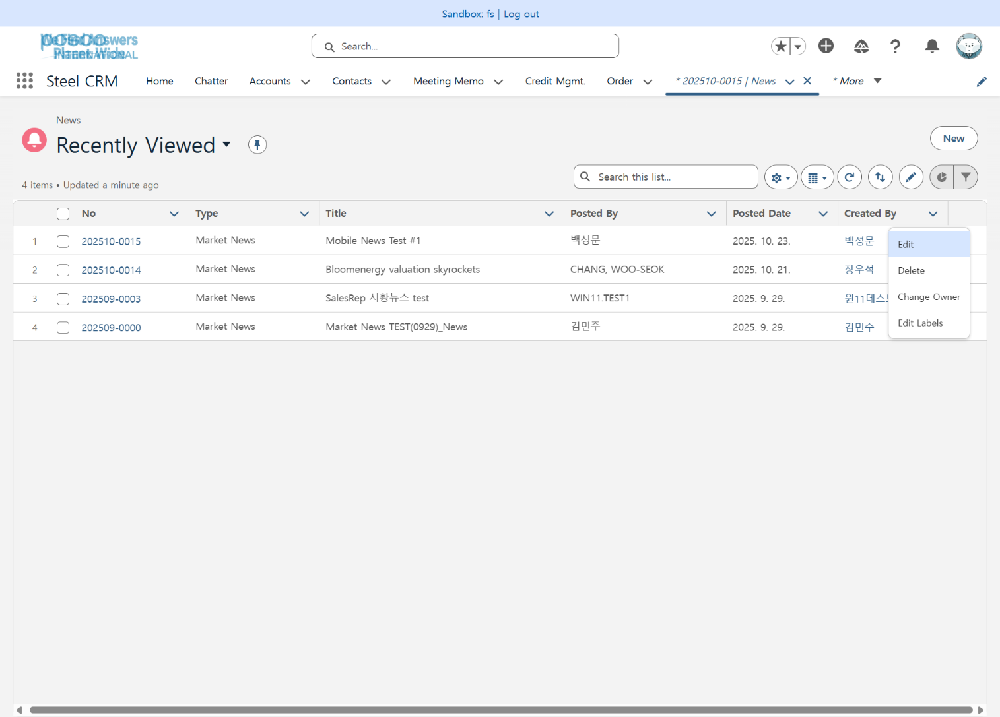 Sandbox: fs | Log out
Search...
Steel CRM
Home
Chatter
Accounts
Contacts
Meeting Memo
Credit Mgmt.
Order
* 202510-0015 | News
* More
News
Recently Viewed
New
4 items • Updated a minute ago
Search this list...
No Type Title Posted By Posted Date Created By
1 202510-0015 Market News Mobile News Test #1 백성문 2025. 10. 23. 백성문
2 202510-0014 Market News Bloomenergy valuation skyrockets CHANG, WOO-SEOK 2025. 10. 21. 장우석
3 202509-0003 Market News SalesRep 시황뉴스 test WIN11.TEST1 2025. 9. 29. 윈11테스
4 202509-0000 Market News Market News TEST(0929)_News 김민주 2025. 9. 29. 김민주
Edit
Delete
Change Owner
Edit Labels